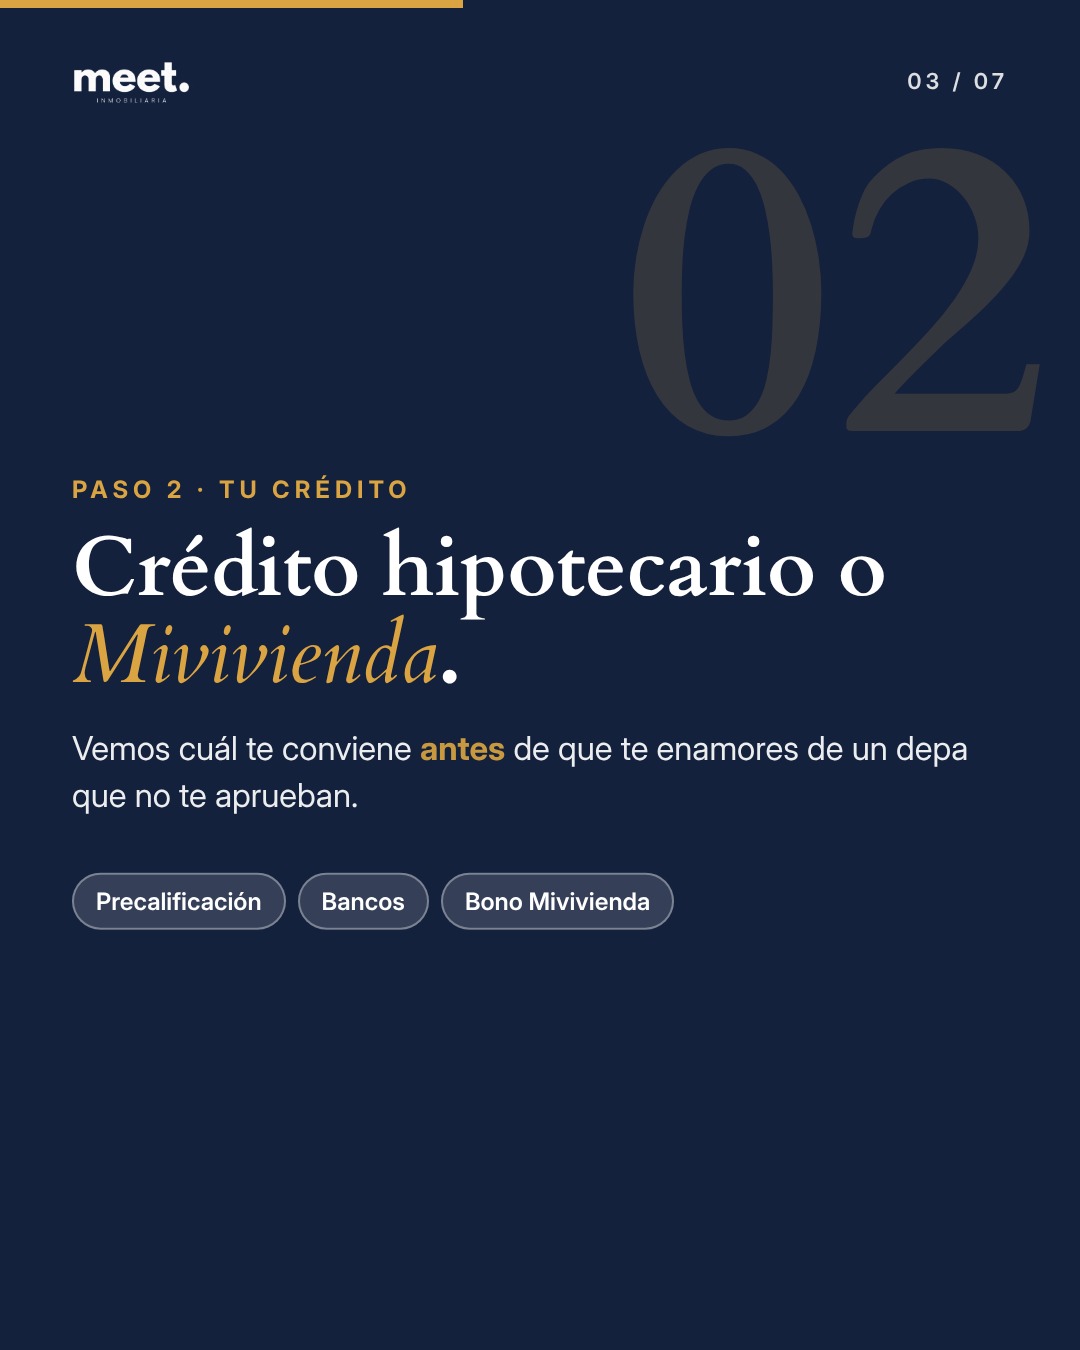 meet.
INMOBILIARIA
03 / 07
02
PASO 2 · TU CRÉDITO
Crédito hipotecario o
Mivivienda.
Vemos cuál te conviene antes de que te enamores de un depa
que no te aprueban.
Precalificación
Bancos
Bono Mivivienda